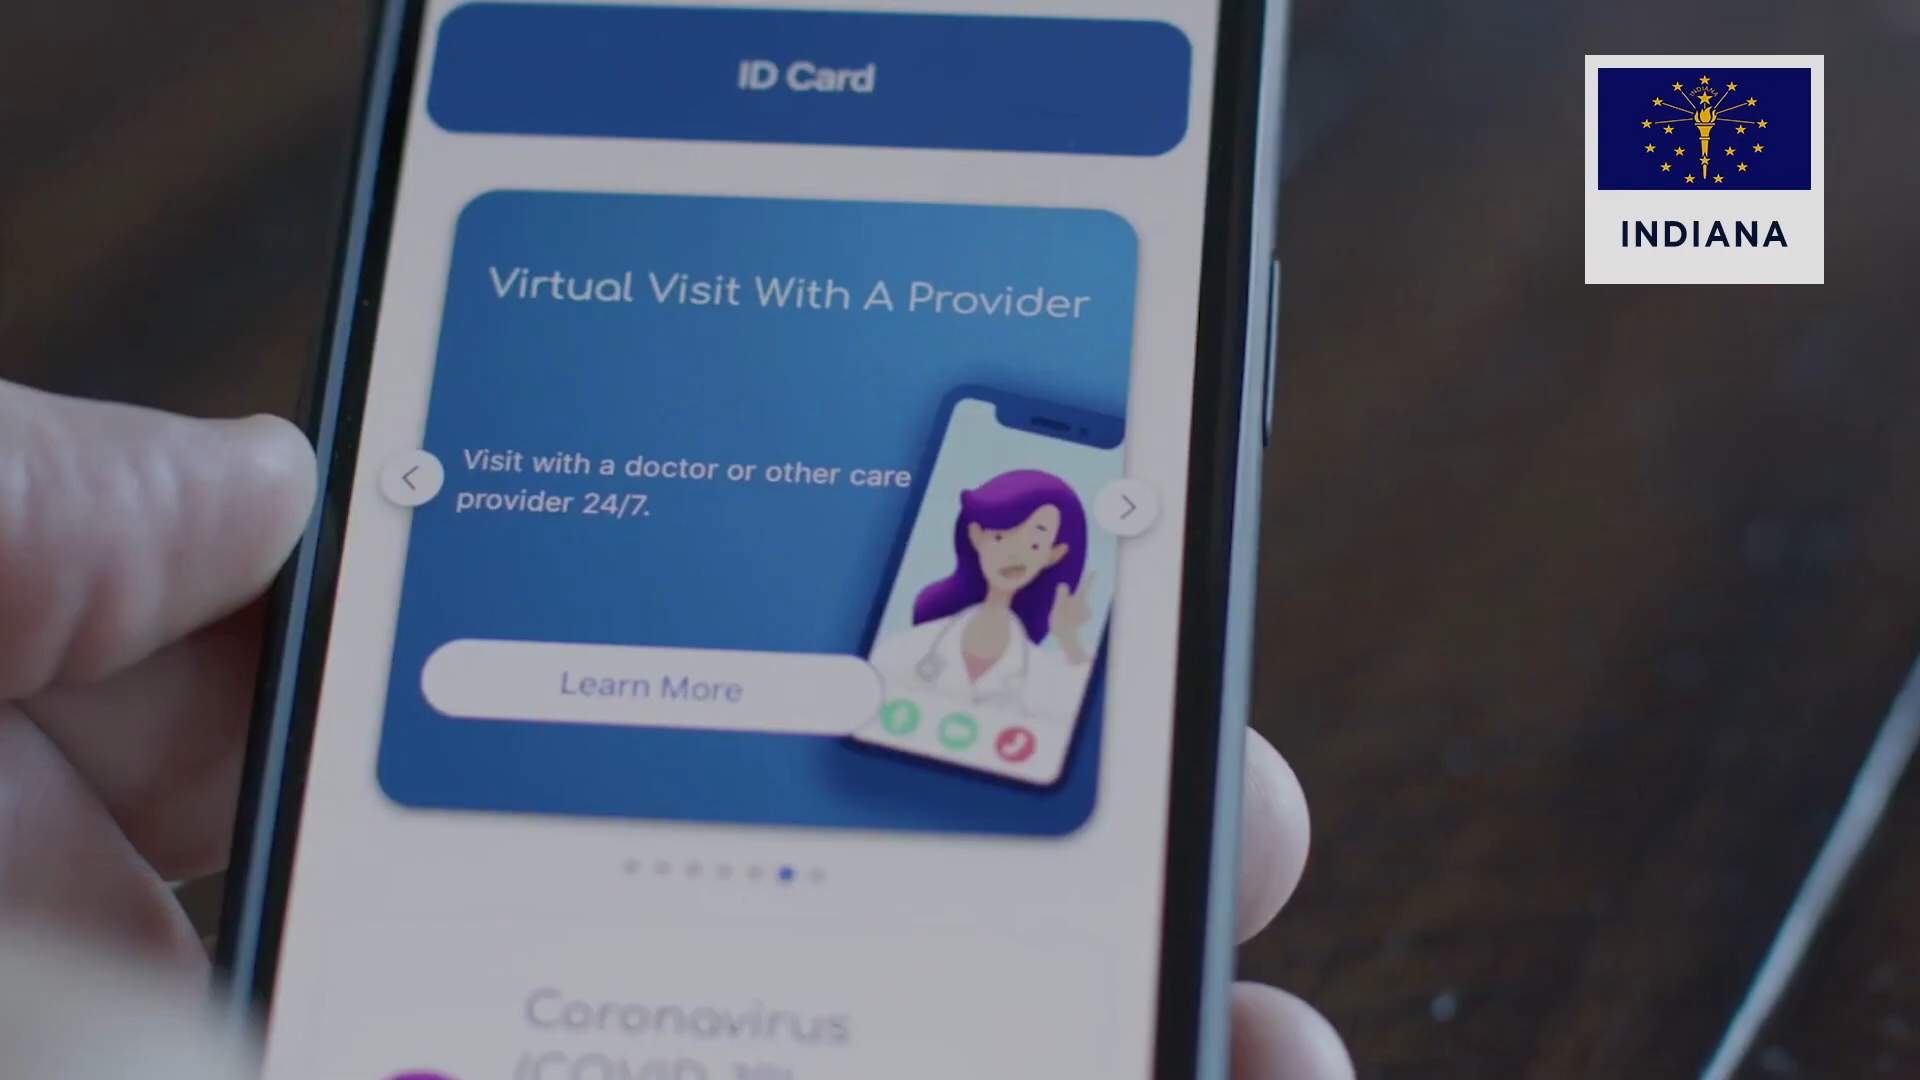 ID Card
Virtual Visit With A Provider
Visit with a doctor or other care
provider 24/7.
Learn More
Coronavirus
INDIANA
INDIANA